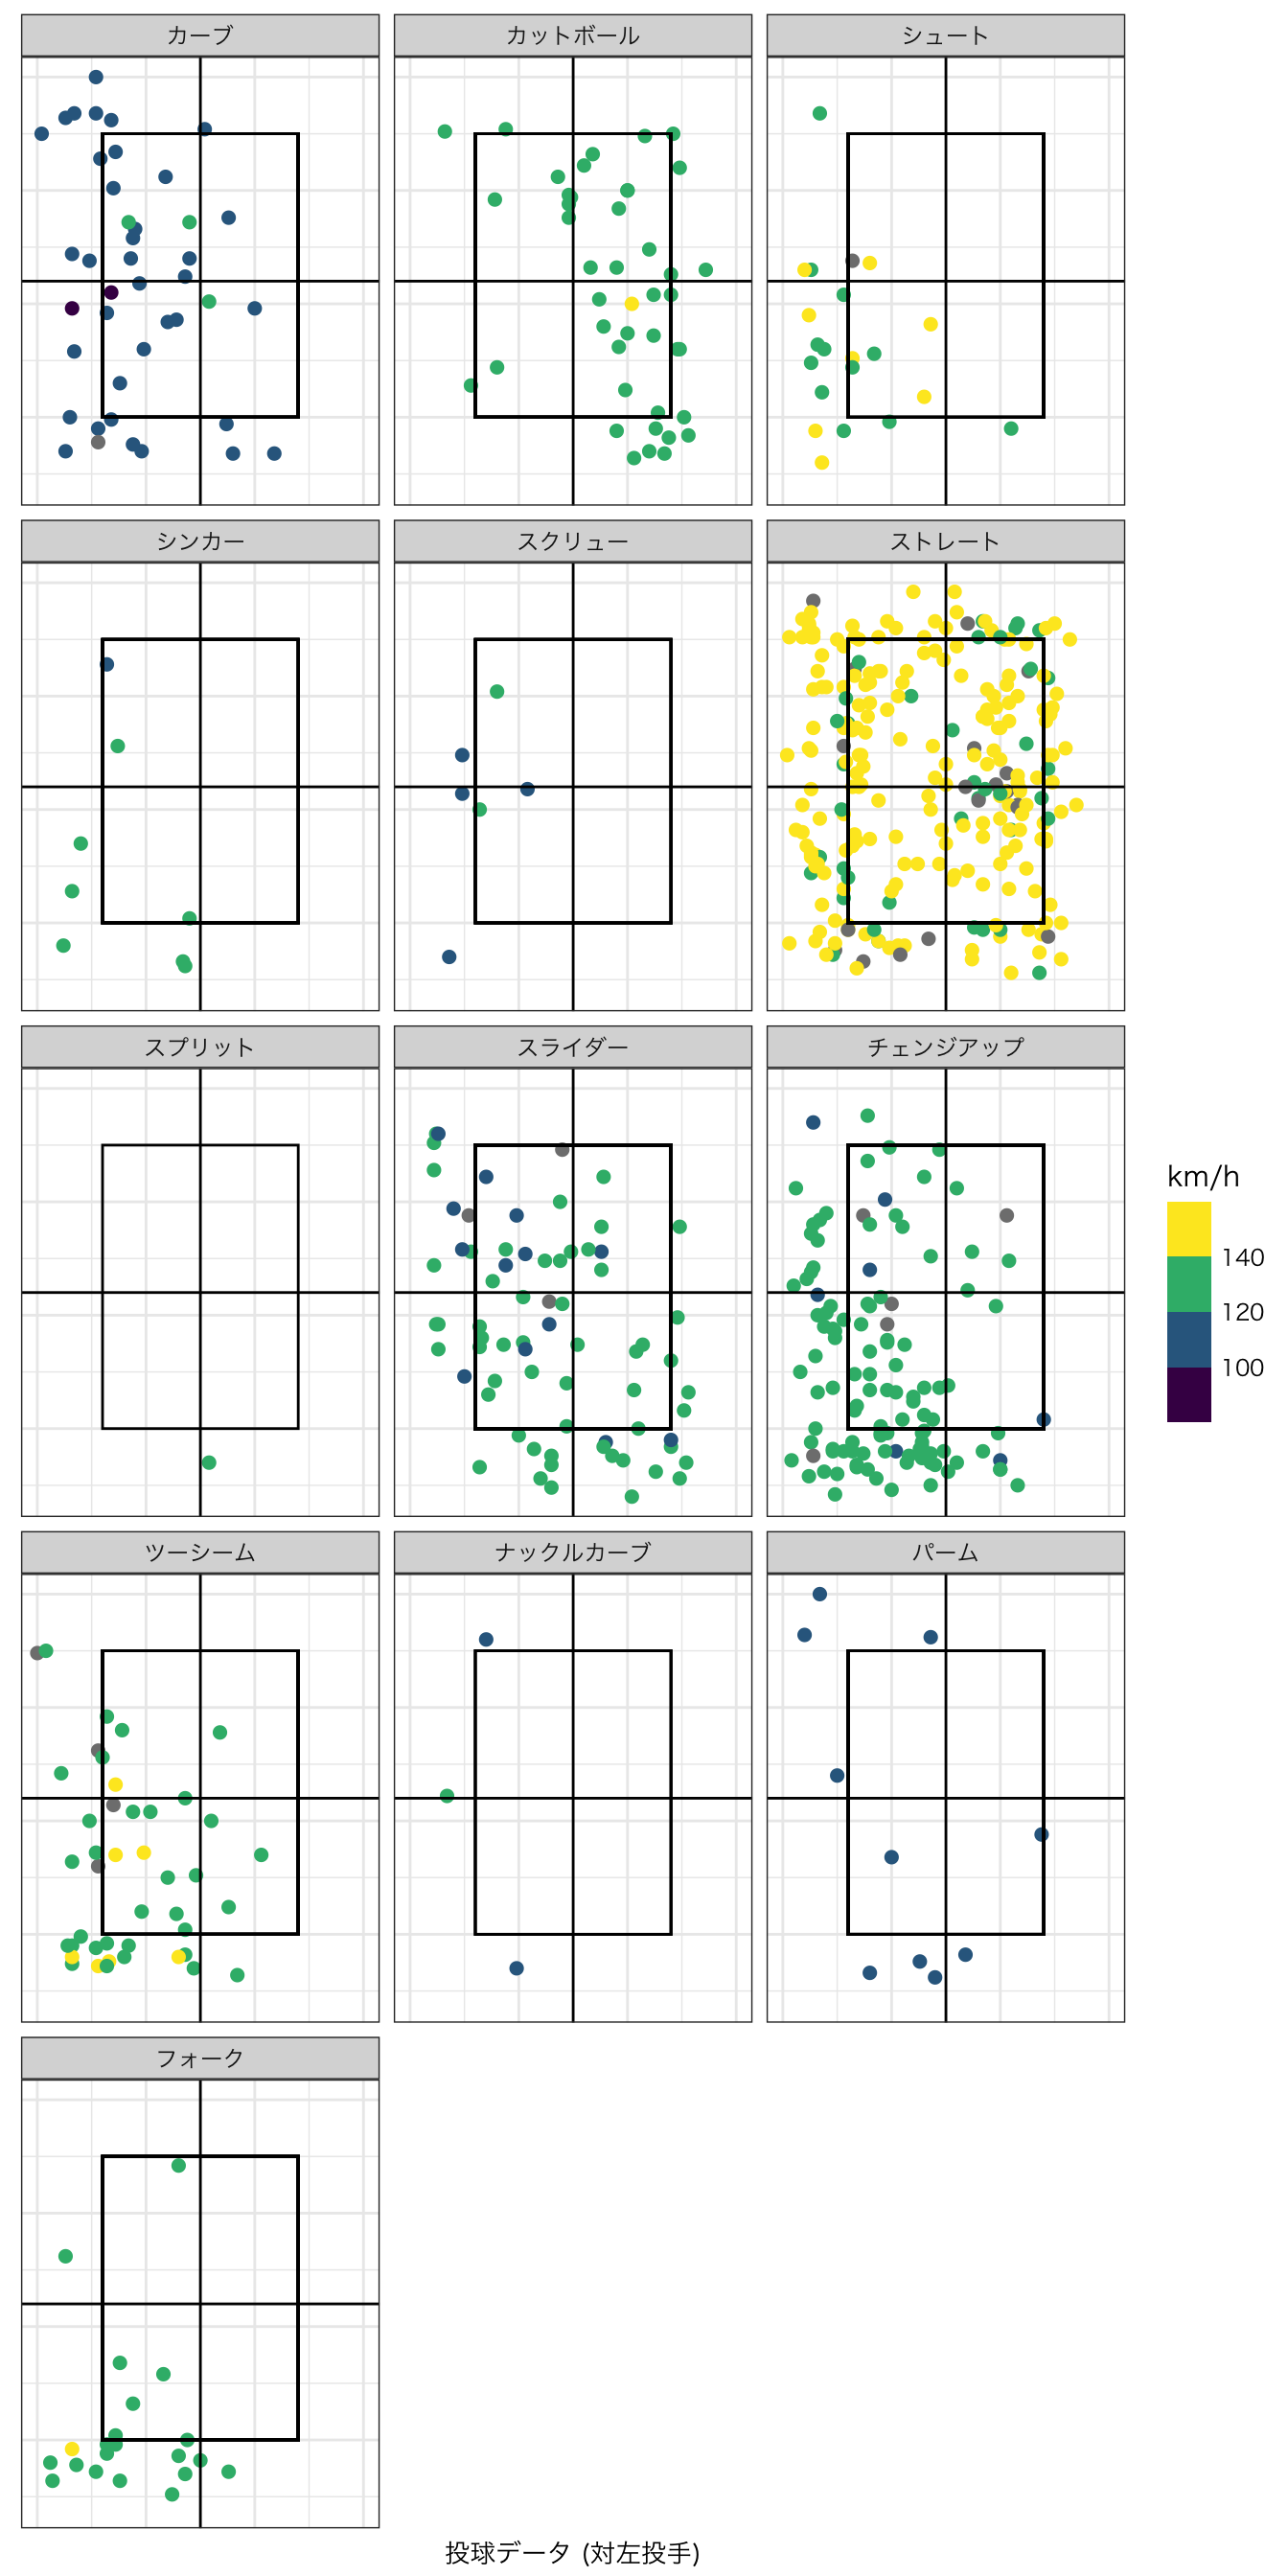 カーブ
カットボール
シュート
シンカー
スクリュー
ストレート
スプリット
スライダー
チェンジアップ
km/h
140
120
100
ツーシーム
ナックルカーブ
パーム
フォーク
投球データ (対左投手)